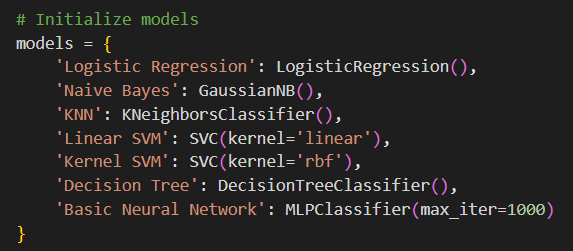 # Initialize models
models = {
    'Logistic Regression': LogisticRegression(),
    'Naive Bayes': GaussianNB(),
    'KNN': KNeighborsClassifier(),
    'Linear SVM': SVC(kernel='linear'),
    'Kernel SVM': SVC(kernel='rbf'),
    'Decision Tree': DecisionTreeClassifier(),
    'Basic Neural Network': MLPClassifier(max_iter=1000)
}